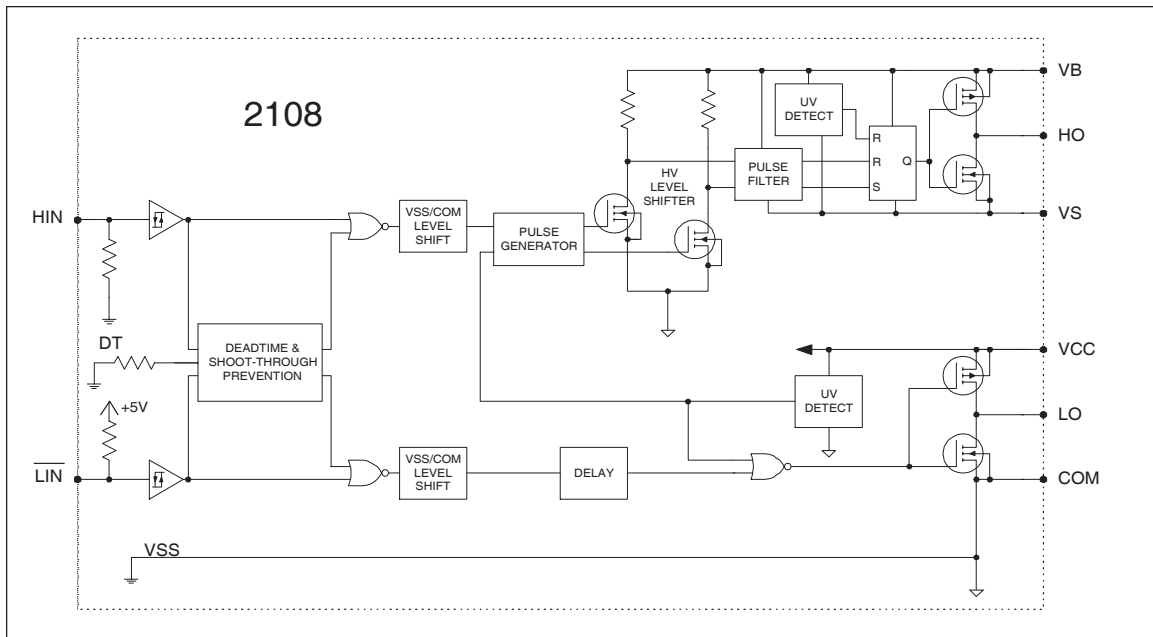 2108
VB
UV
DETECT
R
R
Q
S
HO
PULSE
FILTER
HV
LEVEL
SHIFTER
VS
HIN
VSS/COM
LEVEL
SHIFT
PULSE
GENERATOR
DT
DEADTIME &
SHOOT-THROUGH
PREVENTION
VCC
UV
DETECT
+5V
LO
LIN
VSS/COM
LEVEL
SHIFT
DELAY
COM
VSS